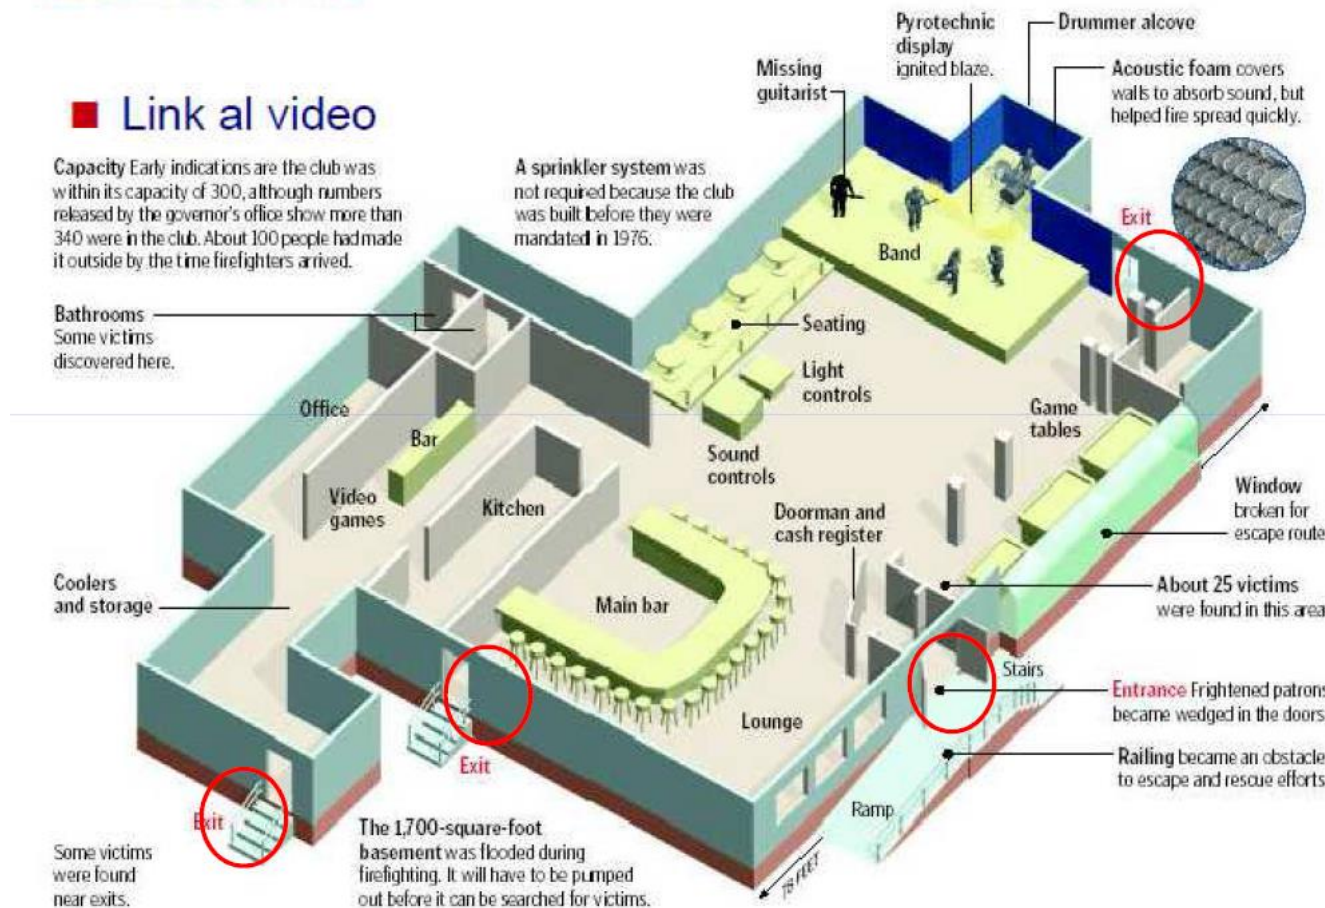 Link al video
Capacity Early indications are the club was
within its capacity of 300, although numbers
released by the governor's office show more than
340 were in the club. About 100 people had made
it outside by the time firefighters arrived.
A sprinkler system was
not required because the club
was built before they were
mandated in 1976.
Missing
guitarist
Pyrotechnic
display
ignited blaze.
Drummer alcove
Acoustic foam covers
walls to absorb sound, but
helped fire spread quickly.
Exit
Band
Bathrooms
Some victims
discovered here.
Seating
Light
controls
Sound
controls
Game
tables
Office
Bar
Video
games
Kitchen
Doorman and
cash register
Window
broken for
escape route
Coolers
and storage
Main bar
About 25 victims
were found in this area
Stairs
Entrance Frightened patrons
became wedged in the doors
Lounge
Railing became an obstacle
to escape and rescue efforts
Exit
Ramp
Exit
Some victims
were found
near exits.
The 1,700-square-foot
basement was flooded during
firefighting. It will have to be pumped
out before it can be searched for victims.
FEET